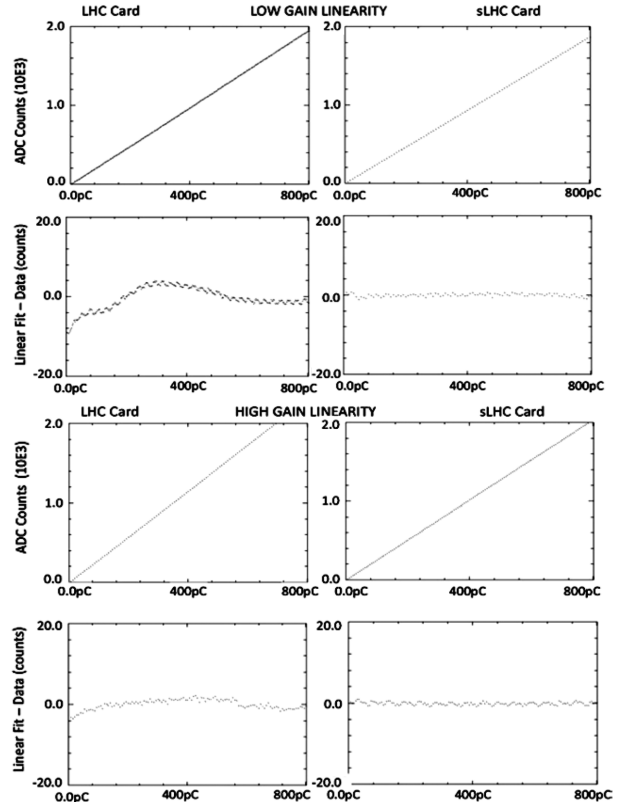 LHC Card LOW GAIN LINEARITY sLHC Card
2.0 2.0
ADC Counts (10E3)
1.0 1.0
0.0 0.0
0.0pC 400pC 800pC 0.0pC 400pC 800pC
20.0 20.0
Linear Fit – Data (counts)
0.0 0.0
-20.0 -20.0
0.0pC 400pC 800pC 0.0pC 400pC 800pC
LHC Card HIGH GAIN LINEARITY sLHC Card
2.0 2.0
ADC Counts (10E3)
1.0 1.0
0.0 0.0
0.0pC 400pC 800pC 0.0pC 400pC 800pC
20.0 20.0
Linear Fit – Data (counts)
0.0 0.0
-20.0 -20.0
0.0pC 400pC 800pC 0.0pC 400pC 800pC